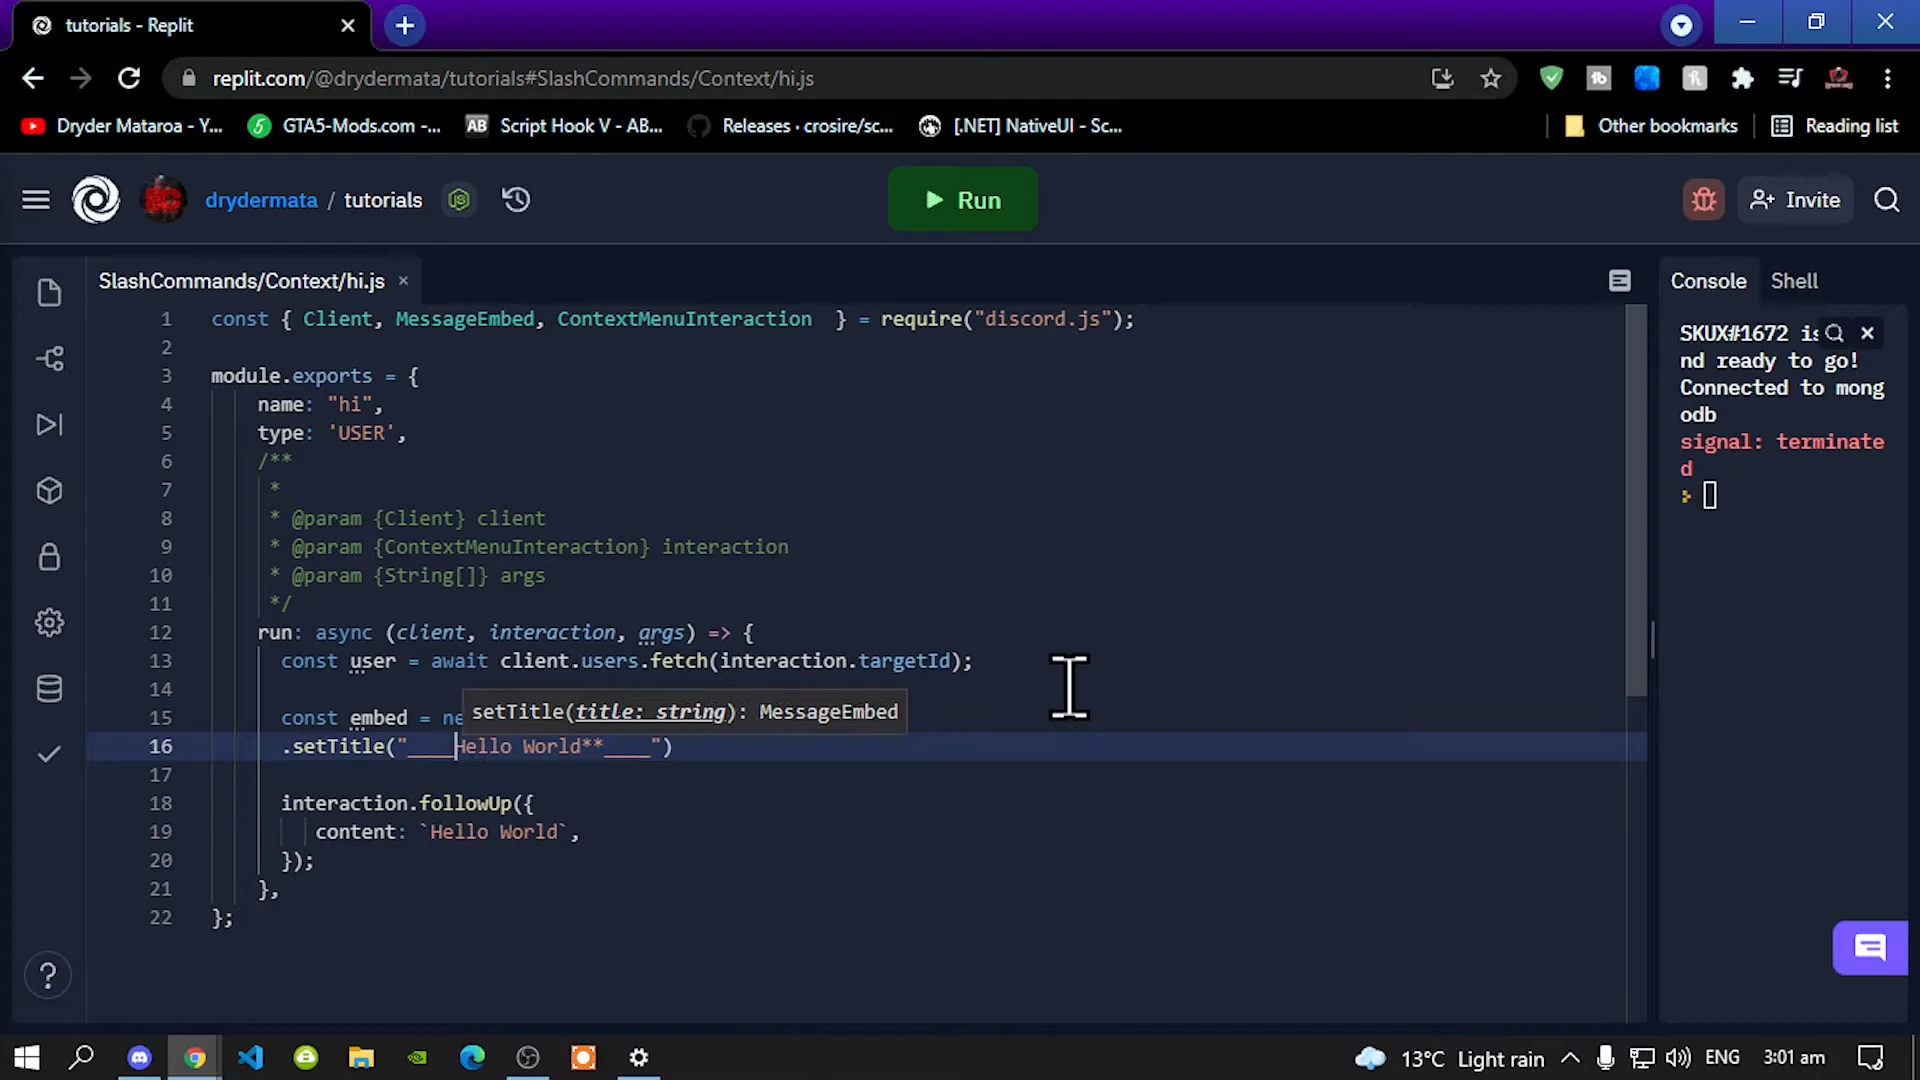 tutorials - Replit
replit.com/@drydermata/tutorials#SlashCommands/Context/hi.js
Dryder Mataroa - Y...
GTA5-Mods.com -...
AB Script Hook V - AB...
Releases · crosire/sc...
[.NET] NativeUI - Sc...
Other bookmarks
Reading list
drydermata / tutorials
Run
Invite
SlashCommands/Context/hi.js
1 const { Client, MessageEmbed, ContextMenuInteraction } = require("discord.js");
2
3 module.exports = {
4 name: "hi",
5 type: 'USER',
6 /**
7 *
8 * @param {Client} client
9 * @param {ContextMenuInteraction} interaction
10 * @param {String[]} args
11 */
12 run: async (client, interaction, args) => {
13 const user = await client.users.fetch(interaction.targetId);
14
setTitle(title: string): MessageEmbed
15 const embed = ne
16 .setTitle("____Hello World**____")
17
18 interaction.followUp({
19 content: `Hello World`,
20 });
21 },
22 };
Console Shell
SKUX#1672 is
nd ready to go!
Connected to mong
odb
signal: terminate
d
?
13°C Light rain
ENG
3:01 am